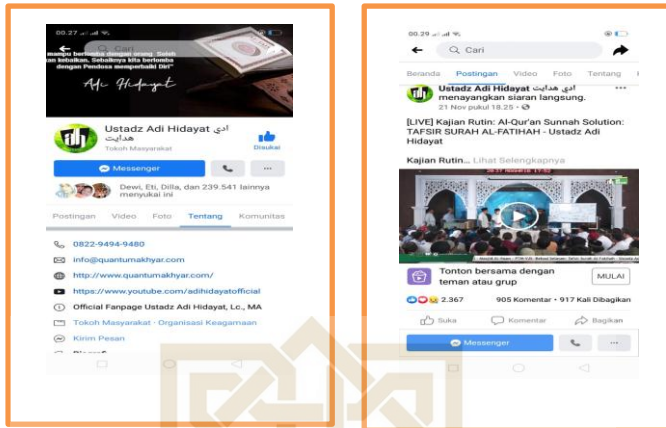 00.27
Cari
mampu berlomba dengan orang Saleh
kebaikan. Sebaiknya kita berlomba
dengan Pendosa memperbaiki Diri"
Adi Hidayat
Ustadz Adi Hidayat ادي
هدايت
Tokoh Masyarakat
Disukai
Messenger
Dewi, Eti, Dilla, dan 239.541 lainnya
menyukai ini
Postingan Video Foto Tentang Komunitas
0822-9494-9480
info@quantumakhyar.com
http://www.quantumakhyar.com/
https://www.youtube.com/adihidayatofficial
Official Fanpage Ustadz Adi Hidayat, Lc., MA
Tokoh Masyarakat · Organisasi Keagamaan
Kirim Pesan
00.29
Cari
Beranda Postingan Video Foto Tentang
Ustadz Adi Hidayat ادي هدايت
menayangkan siaran langsung.
21 Nov pukul 18.25
[LIVE] Kajian Rutin: Al-Qur'an Sunnah Solution:
TAFSIR SURAH AL-FATIHAH - Ustadz Adi
Hidayat
Kajian Rutin... Lihat Selengkapnya
Tonton bersama dengan
teman atau grup
MULAI
2.367 905 Komentar • 917 Kali Dibagikan
Suka Komentar Bagikan
Messenger